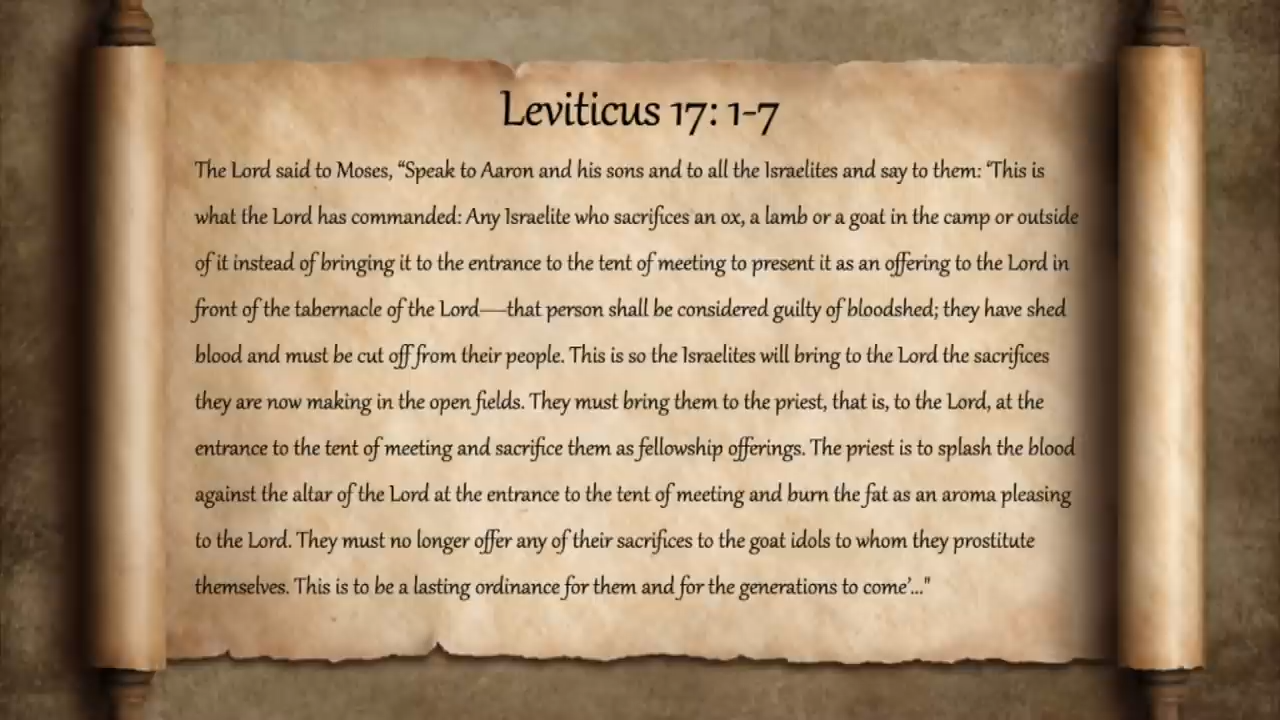 Leviticus 17: 1-7
The Lord said to Moses, “Speak to Aaron and his sons and to all the Israelites and say to them: ‘This is
what the Lord has commanded: Any Israelite who sacrifices an ox, a lamb or a goat in the camp or outside
of it instead of bringing it to the entrance to the tent of meeting to present it as an offering to the Lord in
front of the tabernacle of the Lord—that person shall be considered guilty of bloodshed; they have shed
blood and must be cut off from their people. This is so the Israelites will bring to the Lord the sacrifices
they are now making in the open fields. They must bring them to the priest, that is, to the Lord, at the
entrance to the tent of meeting and sacrifice them as fellowship offerings. The priest is to splash the blood
against the altar of the Lord at the entrance to the tent of meeting and burn the fat as an aroma pleasing
to the Lord. They must no longer offer any of their sacrifices to the goat idols to whom they prostitute
themselves. This is to be a lasting ordinance for them and for the generations to come’..."